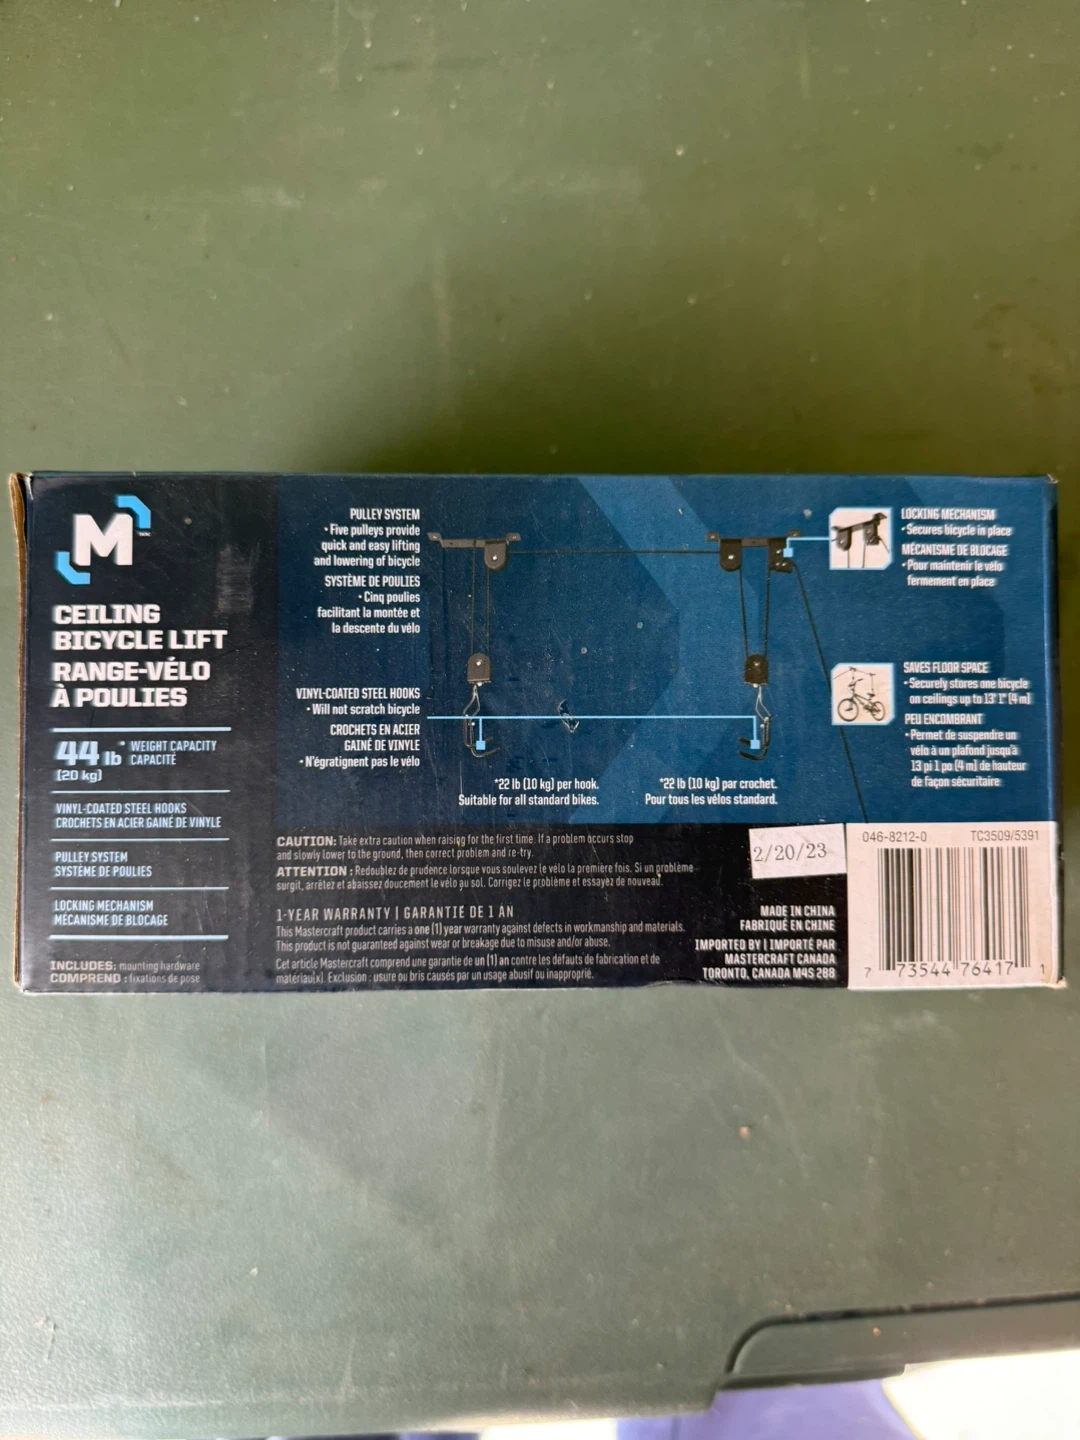 M
CEILING
BICYCLE LIFT
RANGE-VÉLO
À POULIES
44 lb* WEIGHT CAPACITY
CAPACITÉ
(20 kg)
VINYL-COATED STEEL HOOKS
CROCHETS EN ACIER GAINÉ DE VINYLE
PULLEY SYSTEM
SYSTÈME DE POULIES
LOCKING MECHANISM
MÉCANISME DE BLOCAGE
INCLUDES: mounting hardware
COMPREND : fixations de pose
PULLEY SYSTEM
• Five pulleys provide
quick and easy lifting
and lowering of bicycle
SYSTÈME DE POULIES
• Cinq poulies
facilitant la montée et
la descente du vélo
VINYL-COATED STEEL HOOKS
• Will not scratch bicycle
CROCHETS EN ACIER
GAINÉ DE VINYLE
• N'égratignent pas le vélo
*22 lb (10 kg) per hook.
Suitable for all standard bikes.
*22 lb (10 kg) par crochet.
Pour tous les vélos standard.
LOCKING MECHANISM
• Secures bicycle in place
MÉCANISME DE BLOCAGE
• Pour maintenir le vélo
fermement en place
SAVES FLOOR SPACE
• Securely stores one bicycle
on ceilings up to 13' 1" (4 m)
PEU ENCOMBRANT
• Permet de suspendre un
vélo à un plafond jusqu'à
13 pi 1 po (4 m) de hauteur
de façon sécuritaire
CAUTION: Take extra caution when raising for the first time. If a problem occurs stop
and slowly lower to the ground, then correct problem and re-try.
ATTENTION : Redoublez de prudence lorsque vous soulevez le vélo la première fois. Si un problème
surgit, arrêtez et abaissez doucement le vélo au sol. Corrigez le problème et essayez de nouveau.
1-YEAR WARRANTY | GARANTIE DE 1 AN
This Mastercraft product carries a one (1) year warranty against defects in workmanship and materials.
This product is not guaranteed against wear or breakage due to misuse and/or abuse.
Cet article Mastercraft comprend une garantie de un (1) an contre les défauts de fabrication et de
matériau(x). Exclusion : usure ou bris causés par un usage abusif ou inapproprié.
2/20/23
MADE IN CHINA
FABRIQUÉ EN CHINE
IMPORTED BY | IMPORTÉ PAR
MASTERCRAFT CANADA
TORONTO, CANADA M4S 2B8
046-8212-0 TC3509/5391
7 73544 76417 1